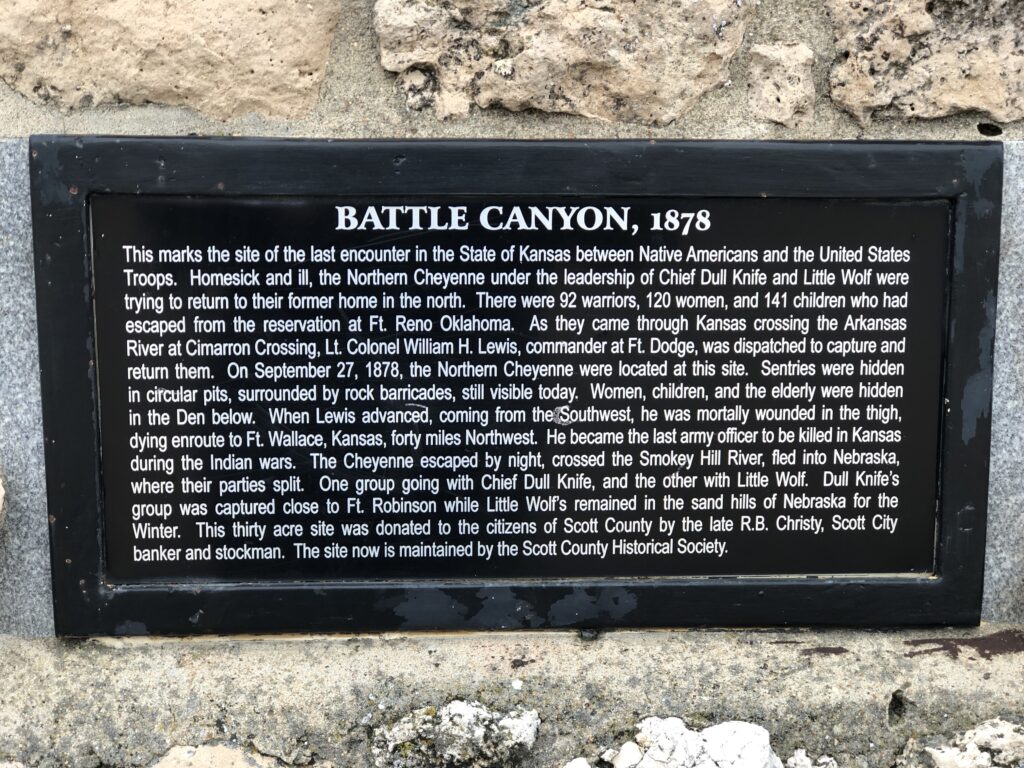 BATTLE CANYON, 1878
This marks the site of the last encounter in the State of Kansas between Native Americans and the United States
Troops. Homesick and ill, the Northern Cheyenne under the leadership of Chief Dull Knife and Little Wolf were
trying to return to their former home in the north. There were 92 warriors, 120 women, and 141 children who had
escaped from the reservation at Ft. Reno Oklahoma. As they came through Kansas crossing the Arkansas
River at Cimarron Crossing, Lt. Colonel William H. Lewis, commander at Ft. Dodge, was dispatched to capture and
return them. On September 27, 1878, the Northern Cheyenne were located at this site. Sentries were hidden
in circular pits, surrounded by rock barricades, still visible today. Women, children, and the elderly were hidden
in the Den below. When Lewis advanced, coming from the Southwest, he was mortally wounded in the thigh,
dying enroute to Ft. Wallace, Kansas, forty miles Northwest. He became the last army officer to be killed in Kansas
during the Indian wars. The Cheyenne escaped by night, crossed the Smokey Hill River, fled into Nebraska,
where their parties split. One group going with Chief Dull Knife, and the other with Little Wolf. Dull Knife's
group was captured close to Ft. Robinson while Little Wolf's remained in the sand hills of Nebraska for the
Winter. This thirty acre site was donated to the citizens of Scott County by the late R.B. Christy, Scott City
banker and stockman. The site now is maintained by the Scott County Historical Society.